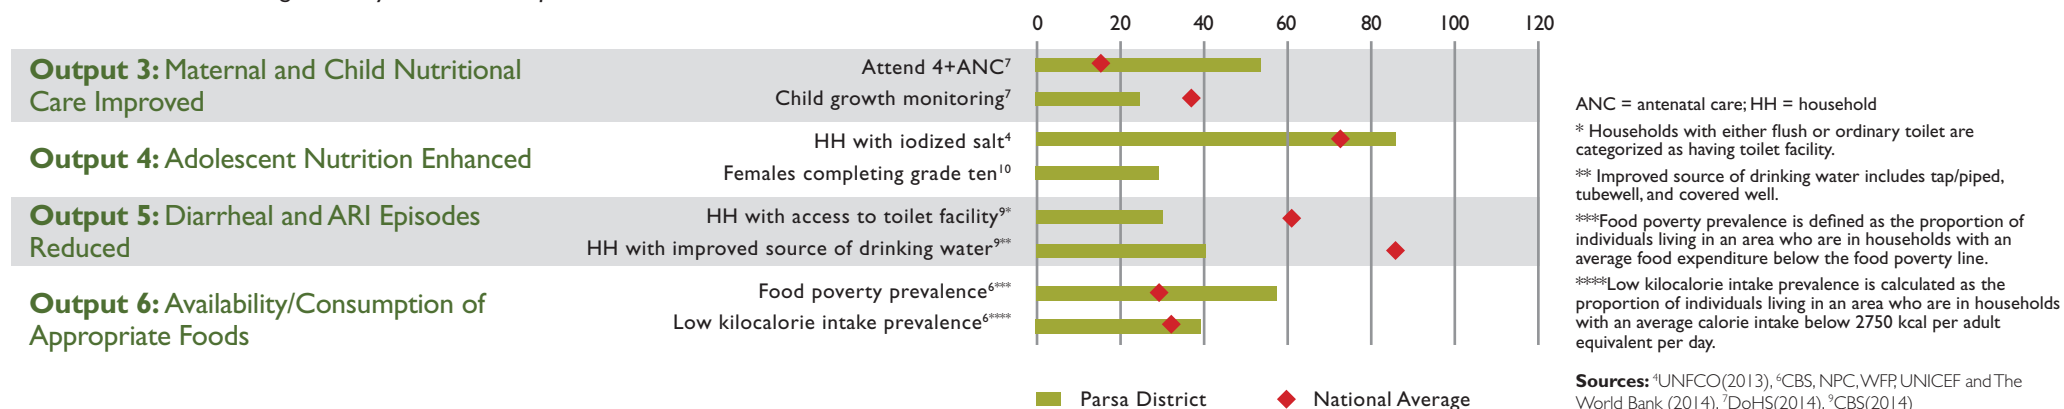 0 20 40 60 80 100 120
Output 3: Maternal and Child Nutritional
Care Improved
Attend 4+ANC⁷
Child growth monitoring⁷
Output 4: Adolescent Nutrition Enhanced
HH with iodized salt⁴
Females completing grade ten¹⁰
Output 5: Diarrheal and ARI Episodes
Reduced
HH with access to toilet facility⁹*
HH with improved source of drinking water⁹**
Output 6: Availability/Consumption of
Appropriate Foods
Food poverty prevalence⁶***
Low kilocalorie intake prevalence⁶****
Parsa District
National Average
ANC = antenatal care; HH = household
* Households with either flush or ordinary toilet are
categorized as having toilet facility.
** Improved source of drinking water includes tap/piped,
tubewell, and covered well.
***Food poverty prevalence is defined as the proportion of
individuals living in an area who are in households with an
average food expenditure below the food poverty line.
****Low kilocalorie intake prevalence is calculated as the
proportion of individuals living in an area who are in households
with an average calorie intake below 2750 kcal per adult
equivalent per day.
Sources: ⁴UNFCO(2013), ⁶CBS, NPC, WFP, UNICEF and The
World Bank (2014), ⁷DoHS(2014), ⁹CBS(2014)